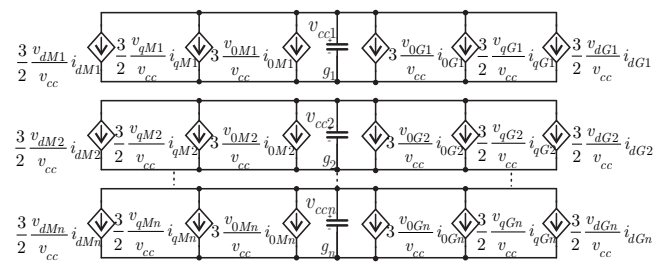 v_cc1
3/2 v_dM1/v_cc i_dM1 3/2 v_qM1/v_cc i_qM1 3 v_0M1/v_cc i_0M1 g_1 3 v_0G1/v_cc i_0G1 3/2 v_qG1/v_cc i_qG1 3/2 v_dG1/v_cc i_dG1
v_cc2
3/2 v_dM2/v_cc i_dM2 3/2 v_qM2/v_cc i_qM2 3 v_0M2/v_cc i_0M2 g_2 3 v_0G2/v_cc i_0G2 3/2 v_qG2/v_cc i_qG2 3/2 v_dG2/v_cc i_dG2
v_ccn
3/2 v_dMn/v_cc i_dMn 3/2 v_qMn/v_cc i_qMn 3 v_0Mn/v_cc i_0Mn g_n 3 v_0Gn/v_cc i_0Gn 3/2 v_qGn/v_cc i_qGn 3/2 v_dGn/v_cc i_dGn